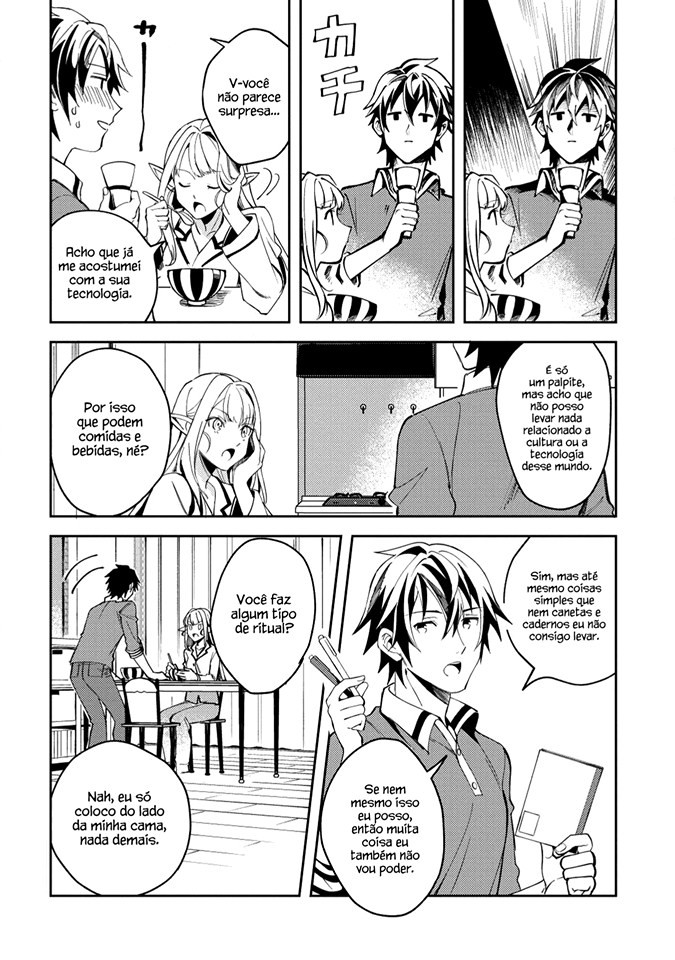 カチ
V-você
não parece
surpresa...
Acho que já
me acostumei
com a sua
tecnologia.
É só
um palpite,
mas acho que
não posso
levar nada
relacionado a
cultura ou a
tecnologia
desse mundo.
Por isso
que podem
comidas e
bebidas, né?
Sim, mas até
mesmo coisas
simples que
nem canetas e
cadernos eu não
consigo levar.
Se nem
mesmo isso
eu posso,
então muita
coisa eu
também não
vou poder.
Você faz
algum tipo
de ritual?
Nah, eu só
coloco do lado
da minha cama,
nada demais.